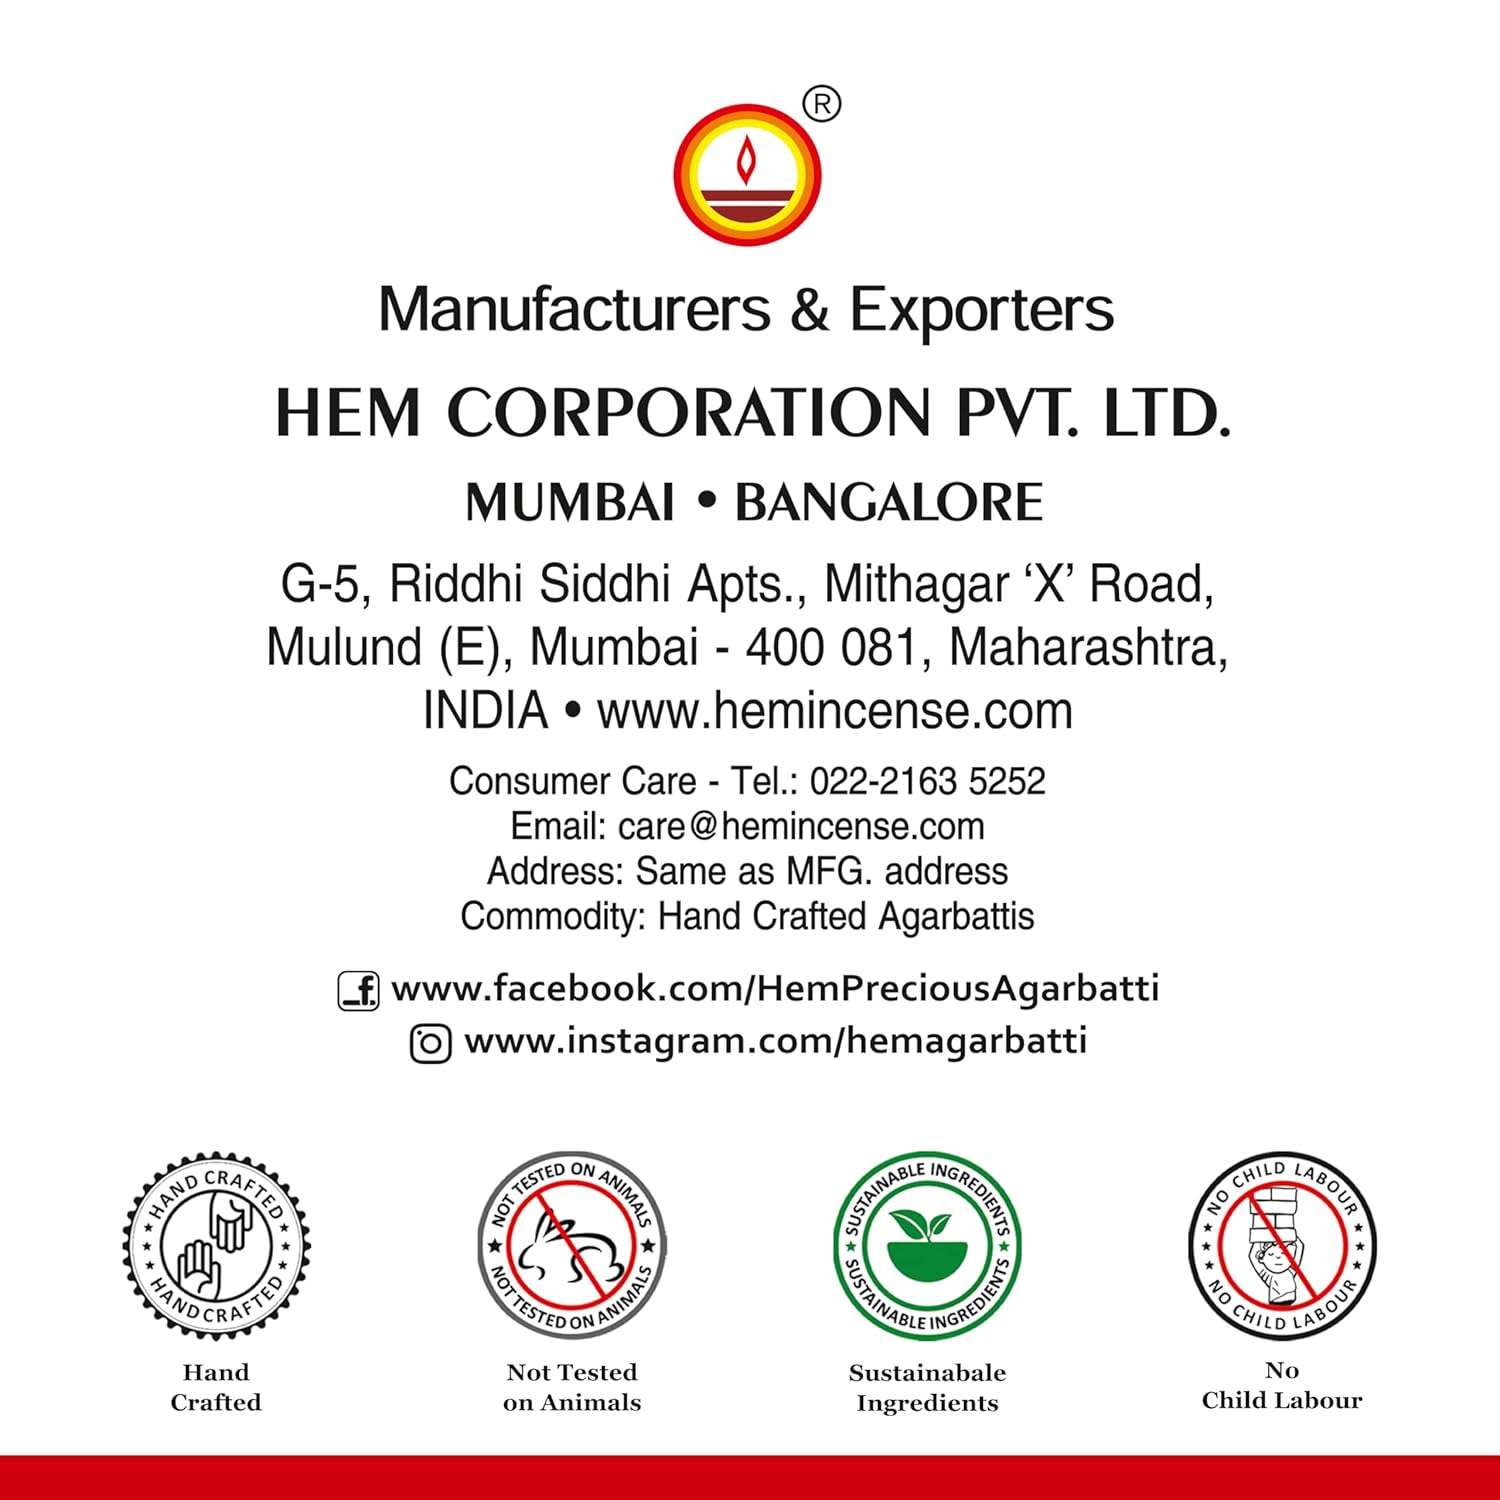 ®
Manufacturers & Exporters
HEM CORPORATION PVT. LTD.
MUMBAI • BANGALORE
G-5, Riddhi Siddhi Apts., Mithagar ‘X’ Road,
Mulund (E), Mumbai - 400 081, Maharashtra,
INDIA • www.hemincense.com
Consumer Care - Tel.: 022-2163 5252
Email: care@hemincense.com
Address: Same as MFG. address
Commodity: Hand Crafted Agarbattis
www.facebook.com/HemPreciousAgarbatti
www.instagram.com/hemagarbatti
HAND CRAFTED
HAND CRAFTED
Hand
Crafted
NOT TESTED ON ANIMALS
NOT TESTED ON ANIMALS
Not Tested
on Animals
SUSTAINABLE INGREDIENTS
SUSTAINABLE INGREDIENTS
Sustainabale
Ingredients
NO CHILD LABOUR
NO CHILD LABOUR
No
Child Labour